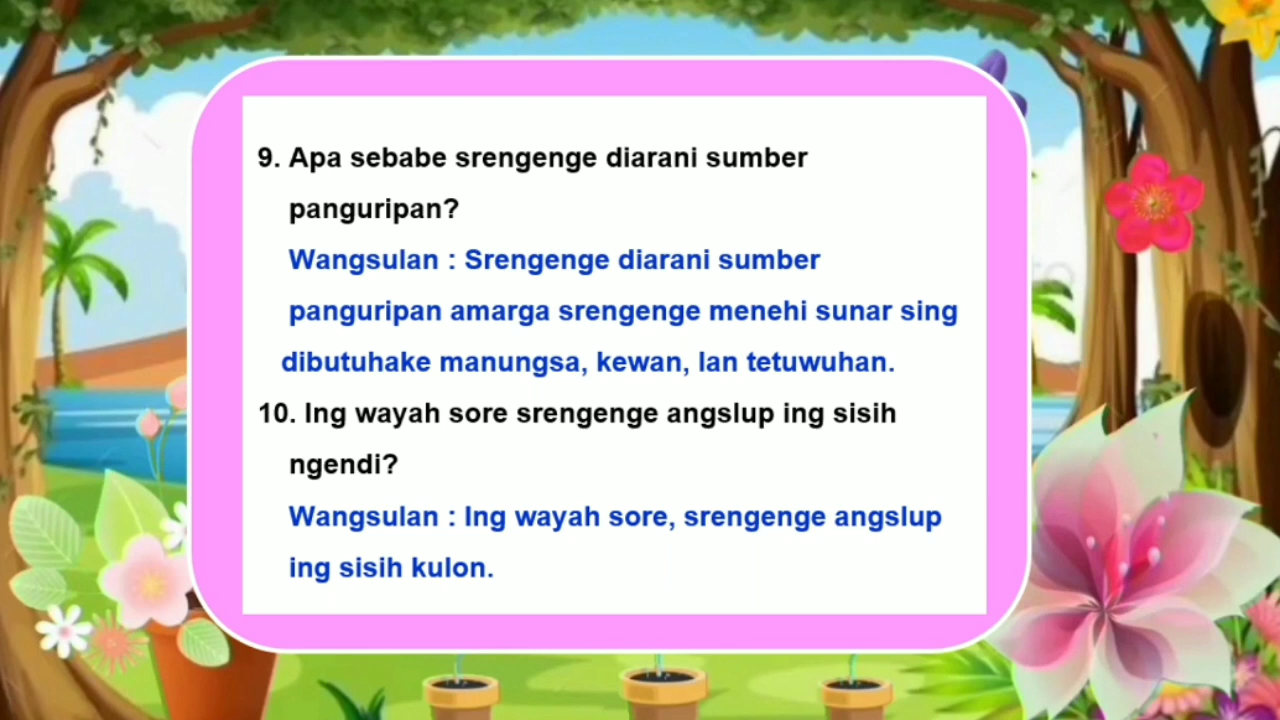 9. Apa sebabe srengenge diarani sumber
panguripan?
Wangsulan : Srengenge diarani sumber
panguripan amarga srengenge menehi sunar sing
dibutuhake manungsa, kewan, lan tetuwuhan.
10. Ing wayah sore srengenge angslup ing sisih
ngendi?
Wangsulan : Ing wayah sore, srengenge angslup
ing sisih kulon.